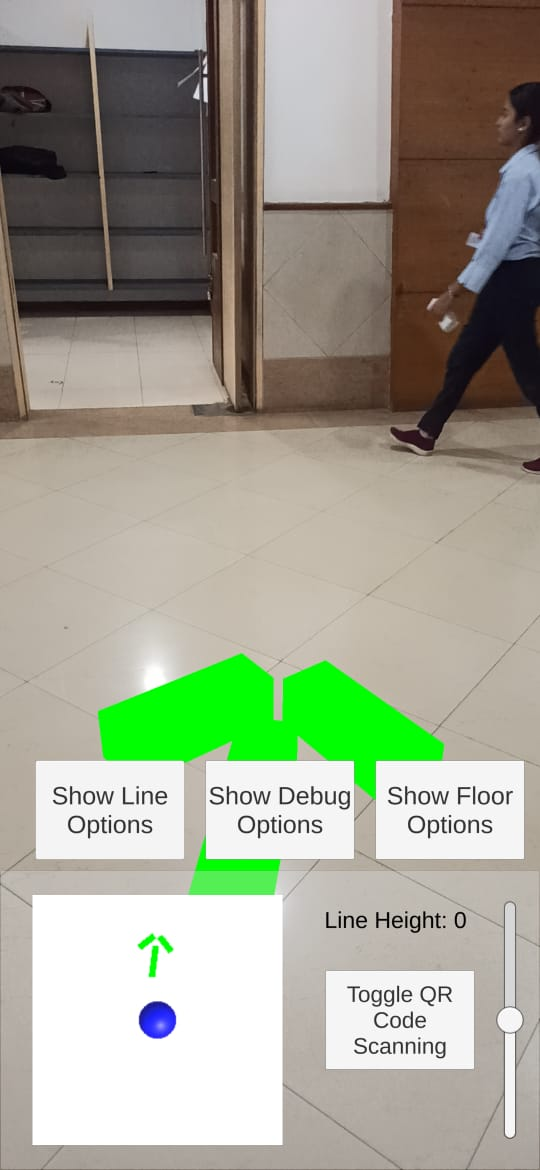 Show Line
Options
Show Debug
Options
Show Floor
Options
Line Height: 0
Toggle QR
Code
Scanning